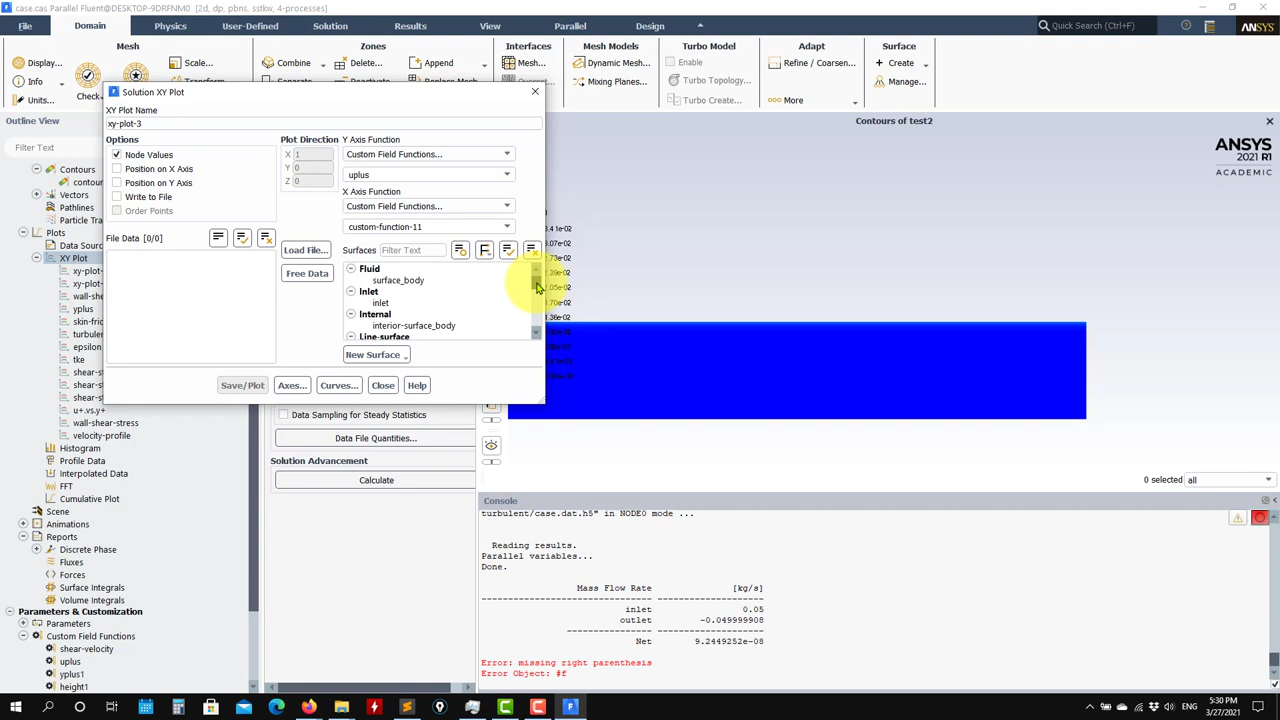 case.cas Parallel Fluent@DESKTOP-9DRFNM0 [2d, dp, pbns, sstkw, 4-processes]
ANSYS
File Domain Physics User-Defined Solution Results View Parallel Design Quick Search (Ctrl+F)
Mesh Zones Interfaces Mesh Models Turbo Model Adapt Surface
Display... Scale... Combine Delete... Append Mesh... Dynamic Mesh... Enable Refine / Coarsen... Create
Info Check Mixing Planes... Turbo Topology... Manage...
Units... Turbo Create... More
Solution XY Plot
XY Plot Name
xy-plot-3
Options
Node Values
Position on X Axis
Position on Y Axis
Write to File
Order Points
Plot Direction
X 1
Y 0
Z 0
Y Axis Function
Custom Field Functions...
uplus
X Axis Function
Custom Field Functions...
custom-function-11
File Data [0/0]
Load File...
Free Data
Surfaces Filter Text
Fluid
surface_body
Inlet
inlet
Internal
interior-surface_body
Line-surface
New Surface
Save/Plot Axes... Curves... Close Help
Outline View
Filter Text
Contours
contou
Vectors
Pathlines
Particle Tra
Plots
Data Source
XY Plot
xy-plot-
xy-plot-
wall-shear
yplus
skin-fric
turbulent
epsilon
tke
shear-st
shear-st
shear-st
u+.vs.y+
wall-shear-stress
velocity-profile
Histogram
Profile Data
Interpolated Data
FFT
Cumulative Plot
Scene
Animations
Reports
Discrete Phase
Fluxes
Forces
Surface Integrals
Volume Integrals
Parameters & Customization
Parameters
Custom Field Functions
shear-velocity
uplus
yplus1
height1
Data Sampling for Steady Statistics
Data File Quantities...
Solution Advancement
Calculate
Contours of test2
ANSYS
2021 R1
ACADEMIC
0 selected all
Console
turbulent/case.dat.h5" in NODE0 mode ...
Reading results.
Parallel variables...
Done.
Mass Flow Rate [kg/s]
inlet 0.05
outlet -0.049999908
Net 9.2449252e-08
Error: missing right parenthesis
Error Object: #f
5:30 PM
3/27/2021
ENG